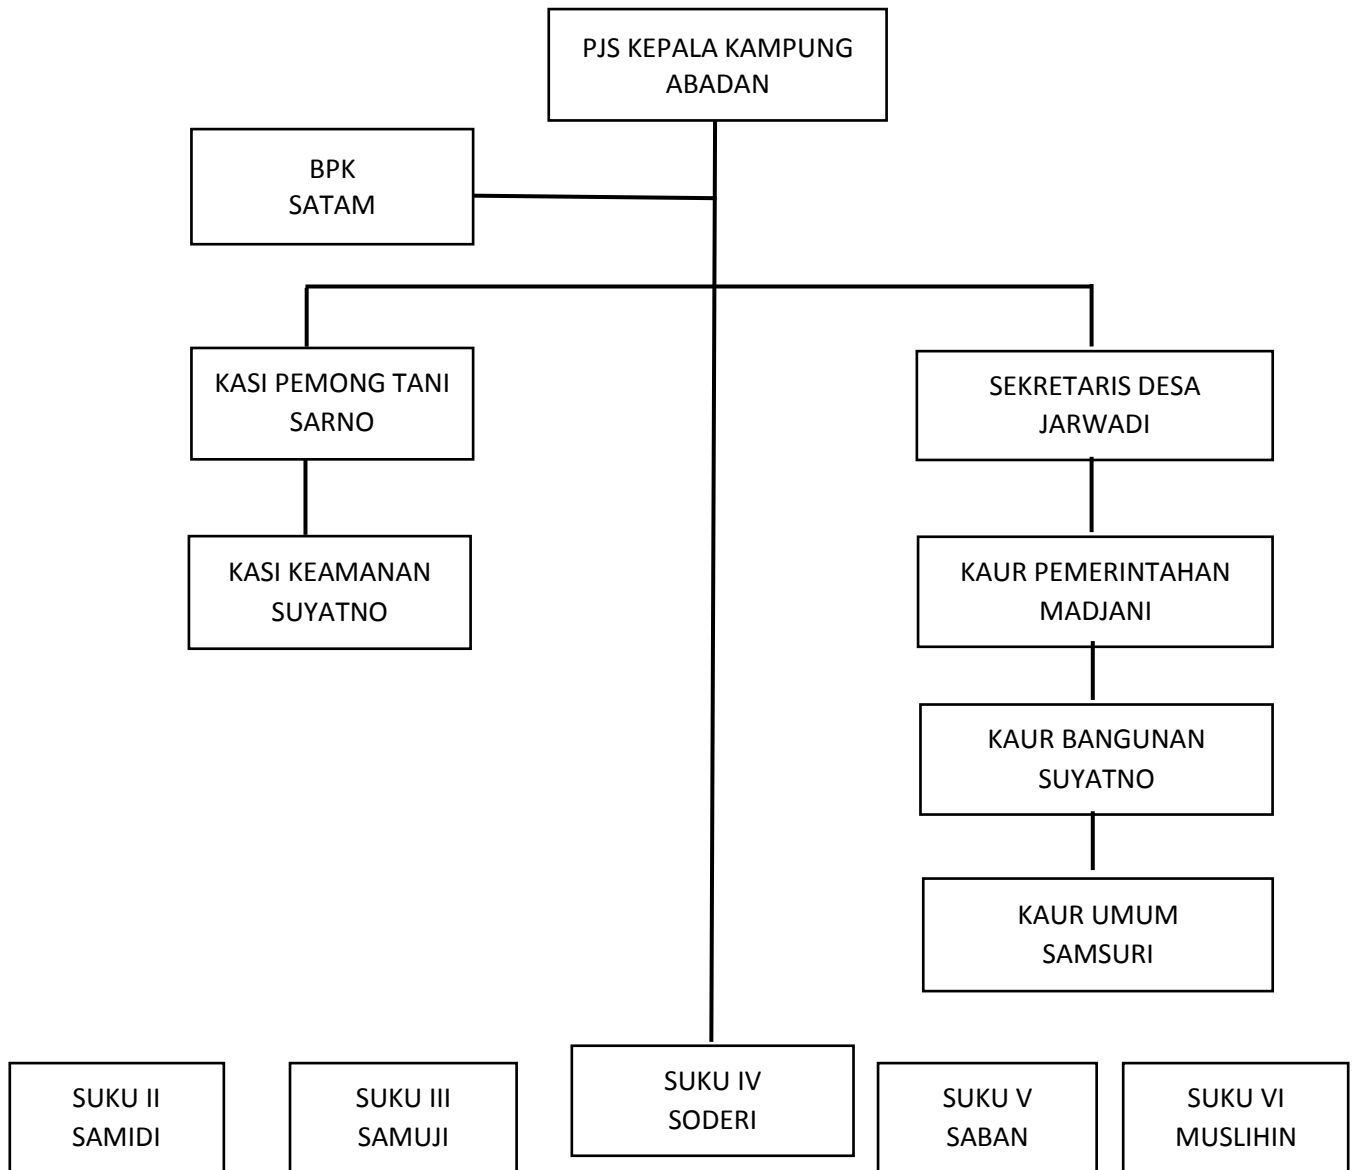 PJS KEPALA KAMPUNG
ABADAN
BPK
SATAM
KASI PEMONG TANI
SARNO
SEKRETARIS DESA
JARWADI
KASI KEAMANAN
SUYATNO
KAUR PEMERINTAHAN
MADJANI
KAUR BANGUNAN
SUYATNO
KAUR UMUM
SAMSURI
SUKU II
SAMIDI
SUKU III
SAMUJI
SUKU IV
SODERI
SUKU V
SABAN
SUKU VI
MUSLIHIN